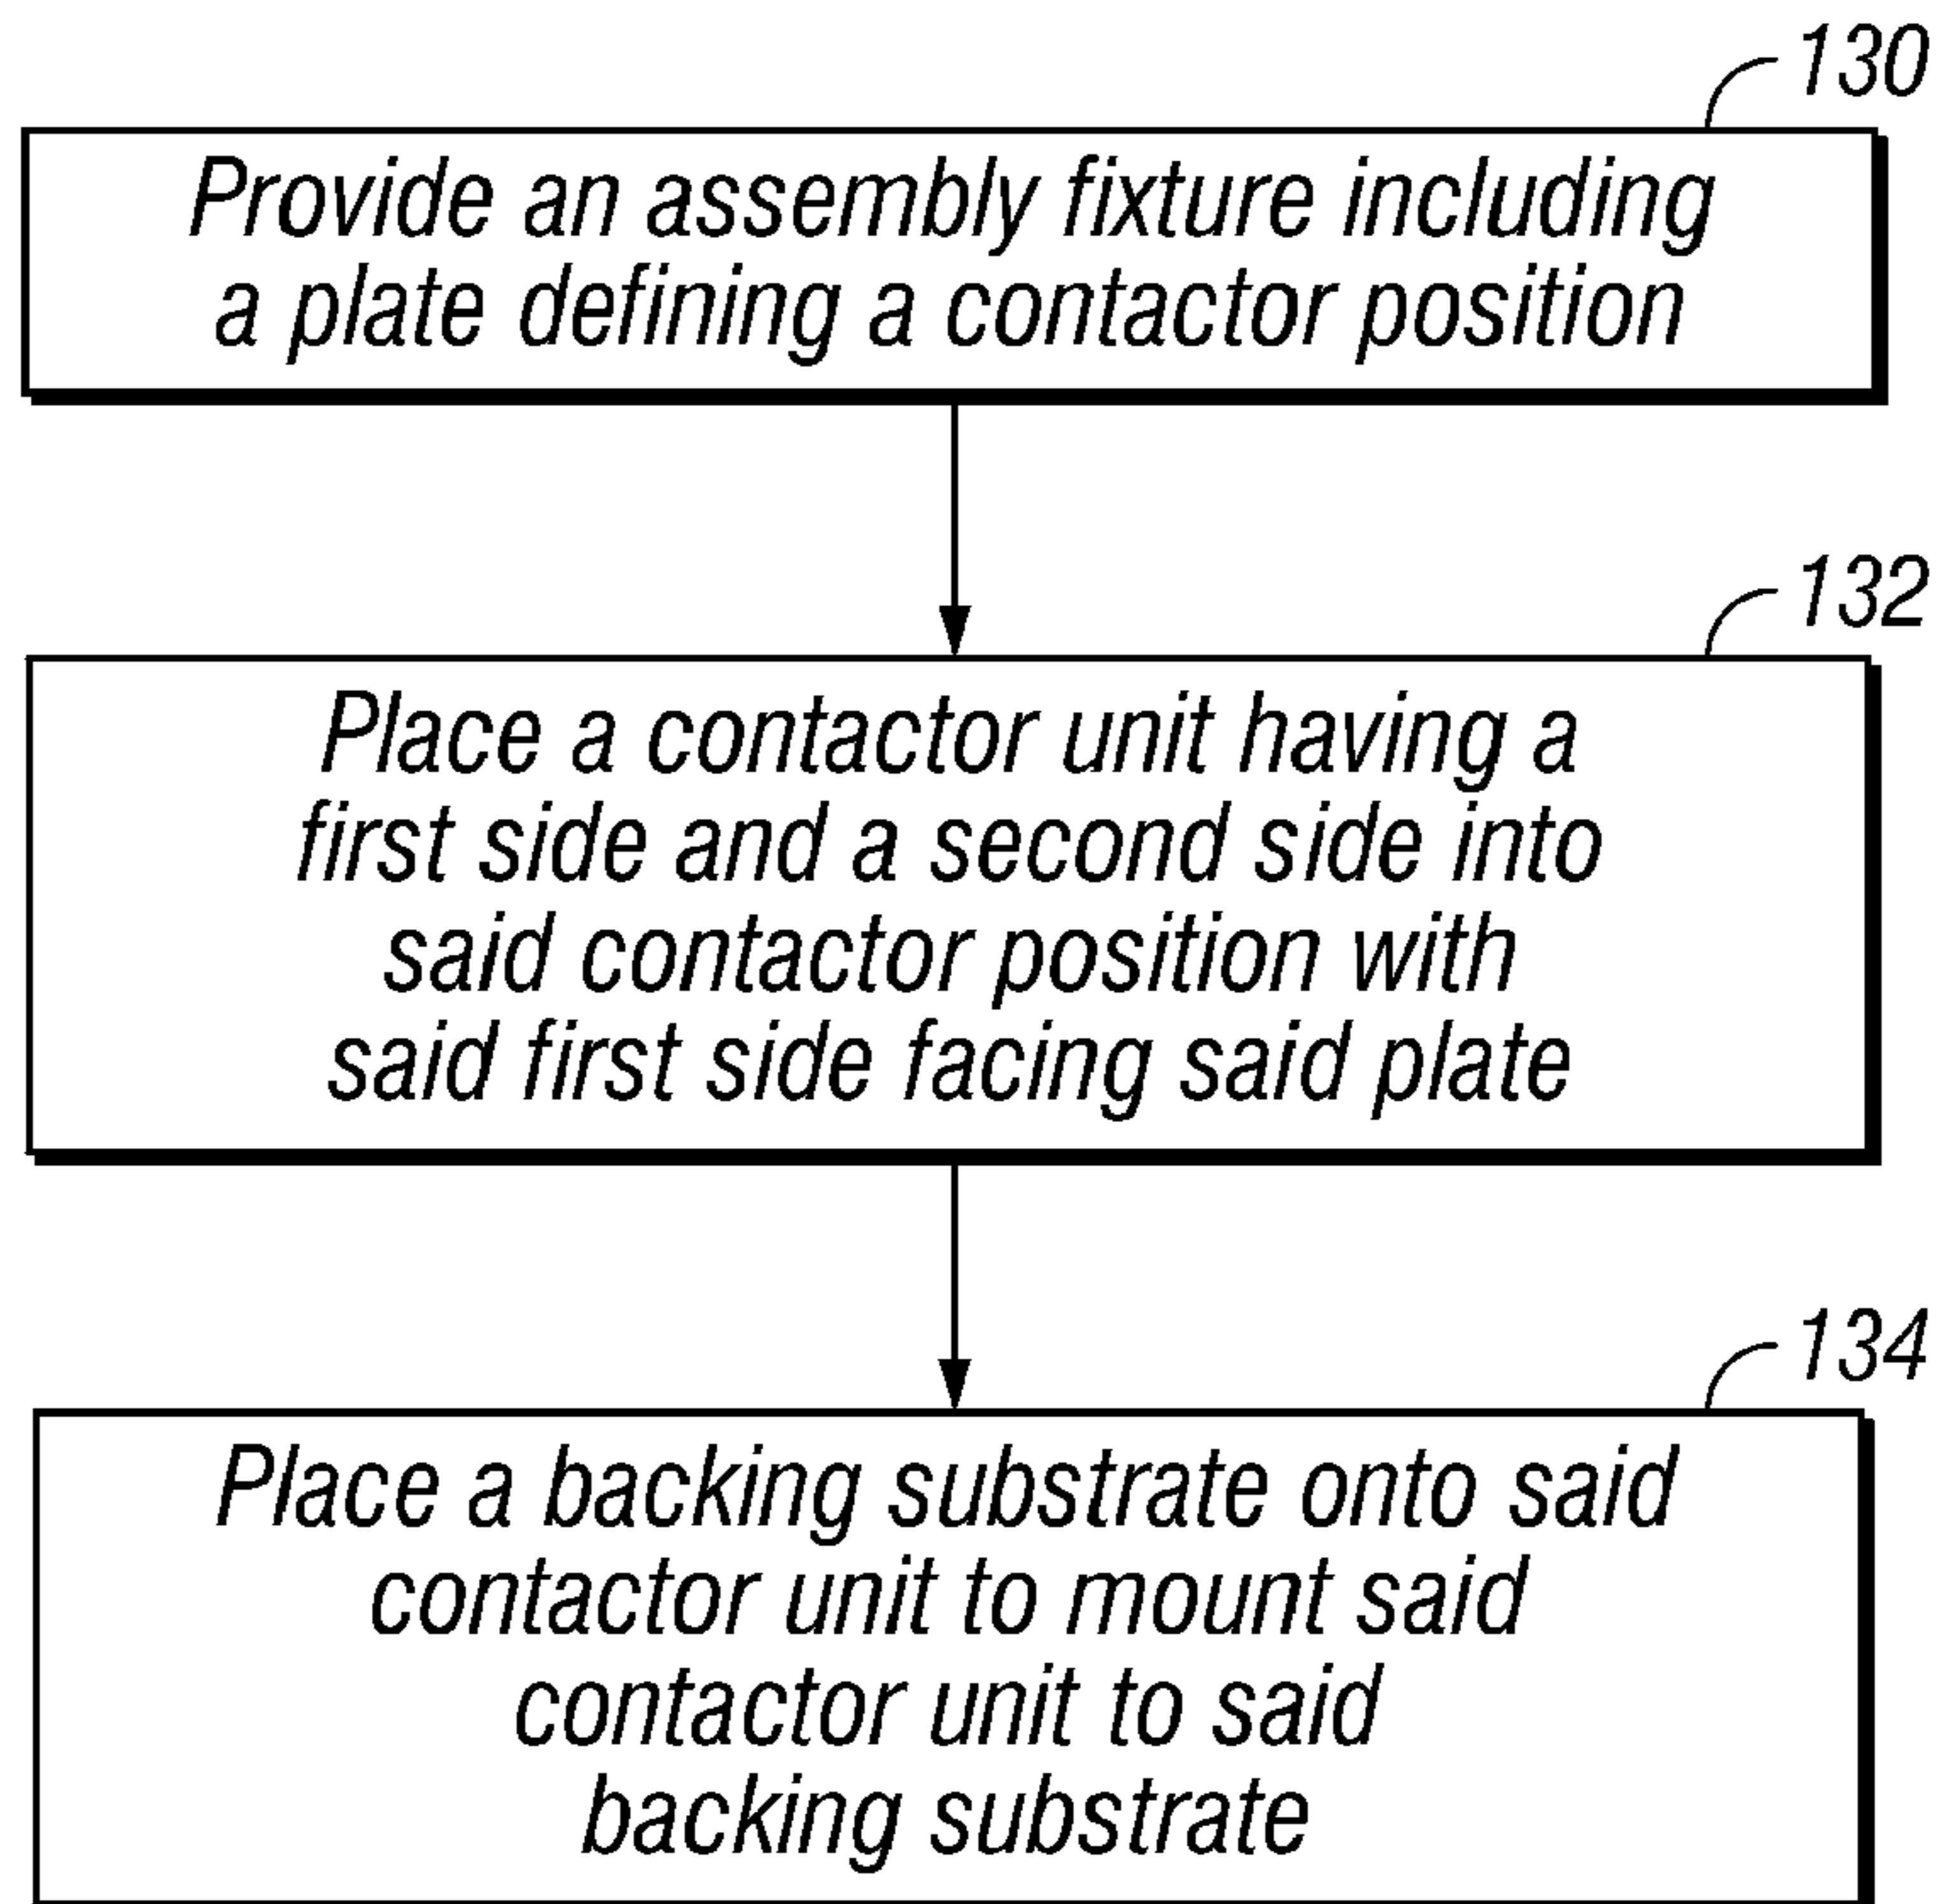 130
Provide an assembly fixture including
a plate defining a contactor position
132
Place a contactor unit having a
first side and a second side into
said contactor position with
said first side facing said plate
134
Place a backing substrate onto said
contactor unit to mount said
contactor unit to said
backing substrate